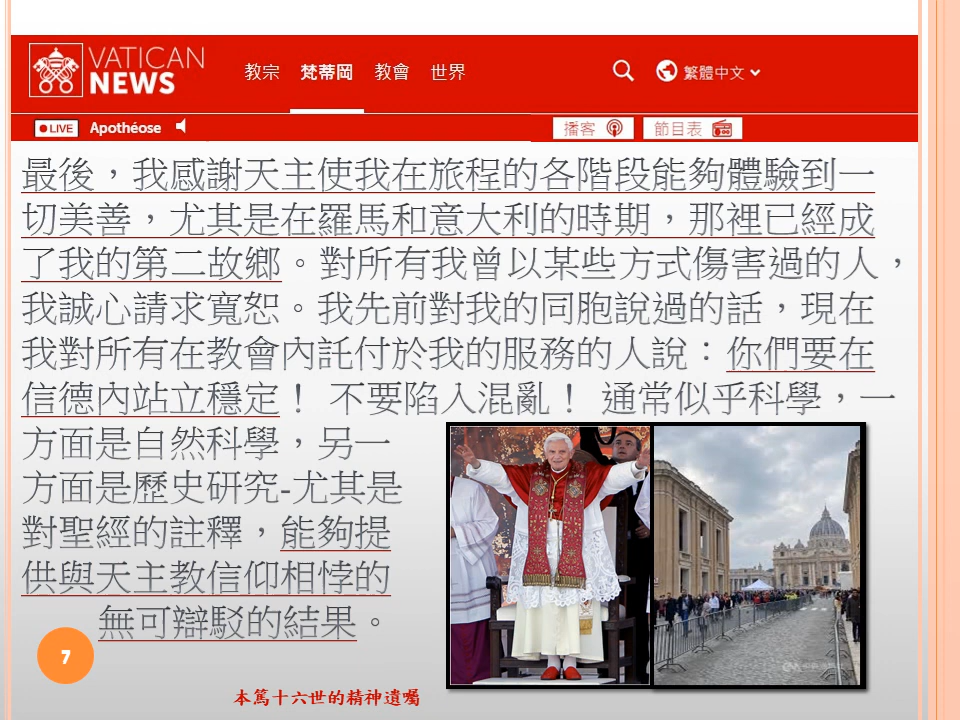 VATICAN
NEWS
教宗 梵蒂岡 教會 世界 繁體中文
LIVE Apothéose 播客 節目表
最後，我感謝天主使我在旅程的各階段能夠體驗到一
切美善，尤其是在羅馬和意大利的時期，那裡已經成
了我的第二故鄉。對所有我曾以某些方式傷害過的人，
我誠心請求寬恕。我先前對我的同胞說過的話，現在
我對所有在教會內託付於我的服務的人說：你們要在
信德內站立穩定！ 不要陷入混亂！ 通常似乎科學，一
方面是自然科學，另一
方面是歷史研究-尤其是
對聖經的註釋，能夠提
供與天主教信仰相悖的
無可辯駁的結果。
7
本篤十六世的精神遺囑